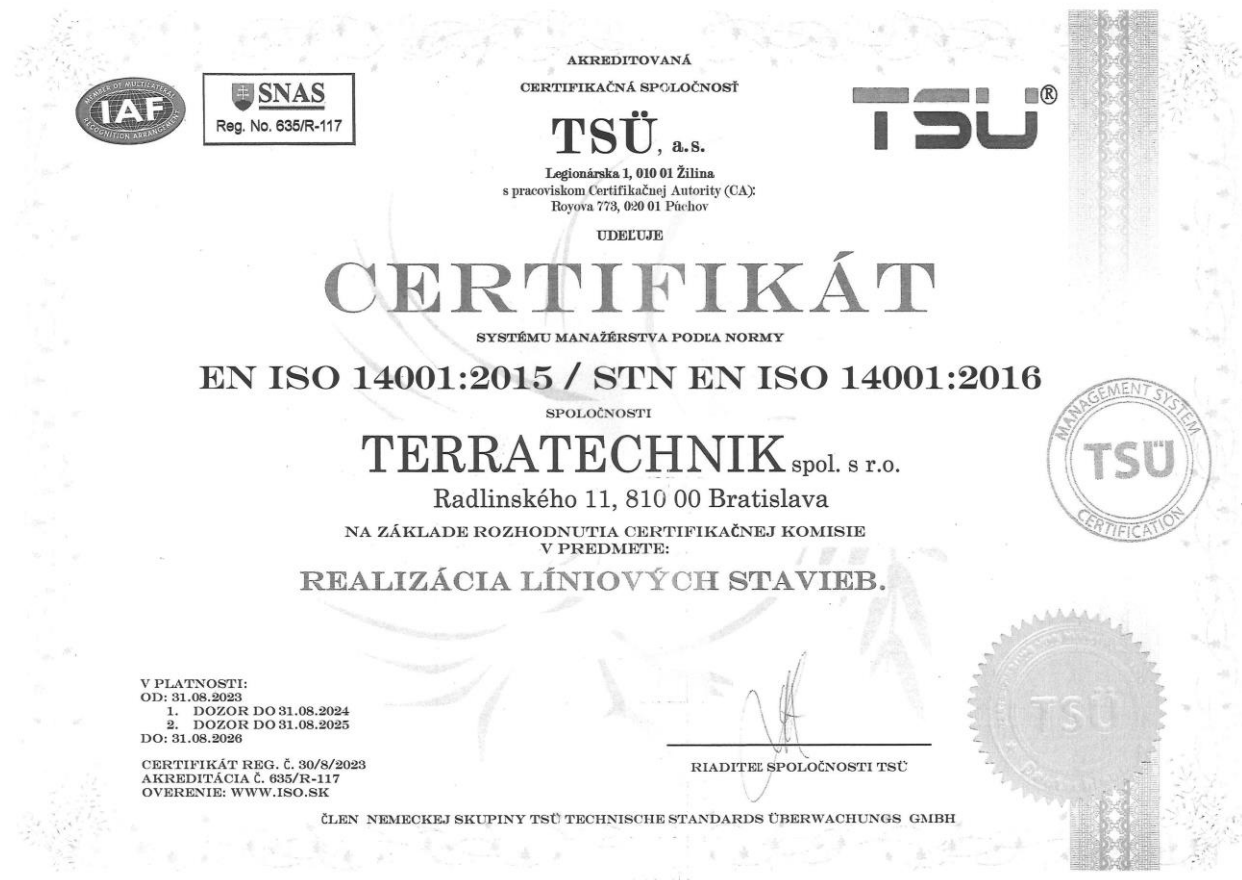 MEMBER OF MULTILATERAL
IAF
RECOGNITION ARRANGEMENT
SNAS
Reg. No. 635/R-117
AKREDITOVANÁ
CERTIFIKAČNÁ SPOLOČNOSŤ
TSÜ, a.s.
Legionárska 1, 010 01 Žilina
s pracoviskom Certifikačnej Autority (CA):
Royova 773, 020 01 Púchov
TSÜ®
UDEĽUJE
CERTIFIKÁT
SYSTÉMU MANAŽÉRSTVA PODĽA NORMY
EN ISO 14001:2015 / STN EN ISO 14001:2016
SPOLOČNOSTI
TERRATECHNIK spol. s r.o.
Radlinského 11, 810 00 Bratislava
NA ZÁKLADE ROZHODNUTIA CERTIFIKAČNEJ KOMISIE
V PREDMETE:
REALIZÁCIA LÍNIOVÝCH STAVIEB.
MANAGEMENT SYSTEM
TSÜ
CERTIFICATION
V PLATNOSTI:
OD: 31.08.2023
1. DOZOR DO 31.08.2024
2. DOZOR DO 31.08.2025
DO: 31.08.2026
CERTIFIKÁT REG. Č. 30/8/2023
AKREDITÁCIA Č. 635/R-117
OVERENIE: WWW.ISO.SK
RIADITEĽ SPOLOČNOSTI TSÜ
TSÜ
ČLEN NEMECKEJ SKUPINY TSÜ TECHNISCHE STANDARDS ÜBERWACHUNGS GMBH